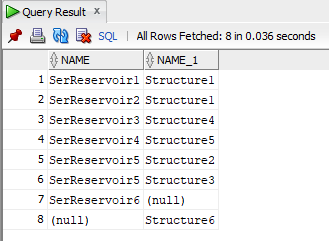 Query Result
SQL | All Rows Fetched: 8 in 0.036 seconds
NAME NAME_1
1 SerReservoir1 Structure1
2 SerReservoir2 Structure1
3 SerReservoir3 Structure4
4 SerReservoir4 Structure5
5 SerReservoir5 Structure2
6 SerReservoir5 Structure3
7 SerReservoir6 (null)
8 (null) Structure6